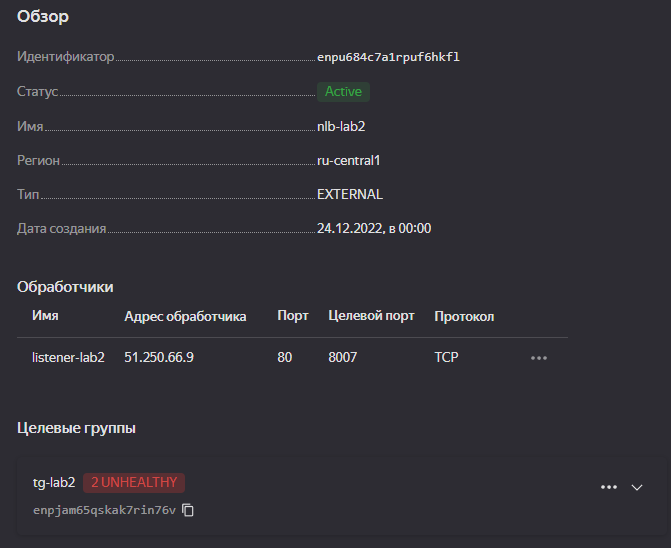 Обзор
Идентификатор enpu684c7a1rpuf6hkfl
Статус Active
Имя nlb-lab2
Регион ru-central1
Тип EXTERNAL
Дата создания 24.12.2022, в 00:00
Обработчики
Имя Адрес обработчика Порт Целевой порт Протокол
listener-lab2 51.250.66.9 80 8007 TCP
Целевые группы
tg-lab2 2 UNHEALTHY
enpjam65qskak7rin76v